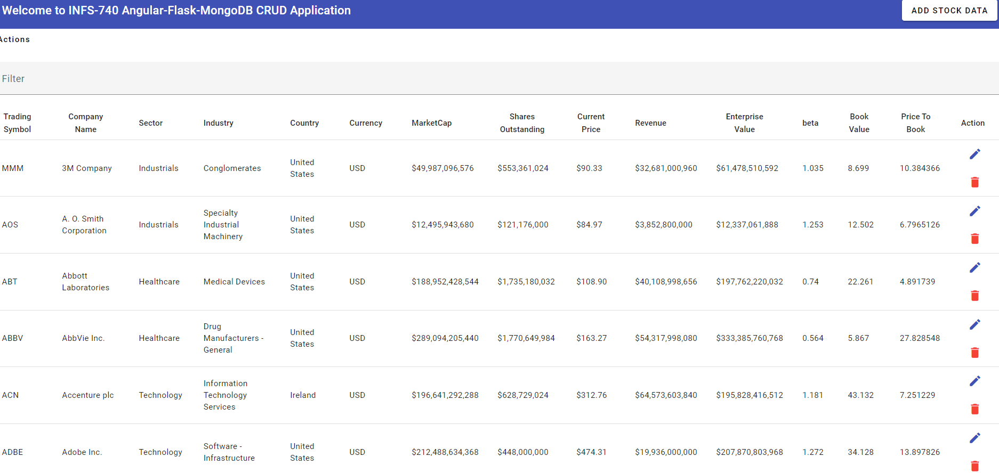 Welcome to INFS-740 Angular-Flask-MongoDB CRUD Application
ADD STOCK DATA
Actions
Filter
Trading Symbol Company Name Sector Industry Country Currency MarketCap Shares Outstanding Current Price Revenue Enterprise Value beta Book Value Price To Book Action
MMM 3M Company Industrials Conglomerates United States USD $49,987,096,576 $553,361,024 $90.33 $32,681,000,960 $61,478,510,592 1.035 8.699 10.384366
AOS A. O. Smith Corporation Industrials Specialty Industrial Machinery United States USD $12,495,943,680 $121,176,000 $84.97 $3,852,800,000 $12,337,061,888 1.253 12.502 6.7965126
ABT Abbott Laboratories Healthcare Medical Devices United States USD $188,952,428,544 $1,735,180,032 $108.90 $40,108,998,656 $197,762,220,032 0.74 22.261 4.891739
ABBV AbbVie Inc. Healthcare Drug Manufacturers - General United States USD $289,094,205,440 $1,770,649,984 $163.27 $54,317,998,080 $333,385,760,768 0.564 5.867 27.828548
ACN Accenture plc Technology Information Technology Services Ireland USD $196,641,292,288 $628,729,024 $312.76 $64,573,603,840 $195,828,416,512 1.181 43.132 7.251229
ADBE Adobe Inc. Technology Software - Infrastructure United States USD $212,488,634,368 $448,000,000 $474.31 $19,936,000,000 $207,870,803,968 1.272 34.128 13.897826